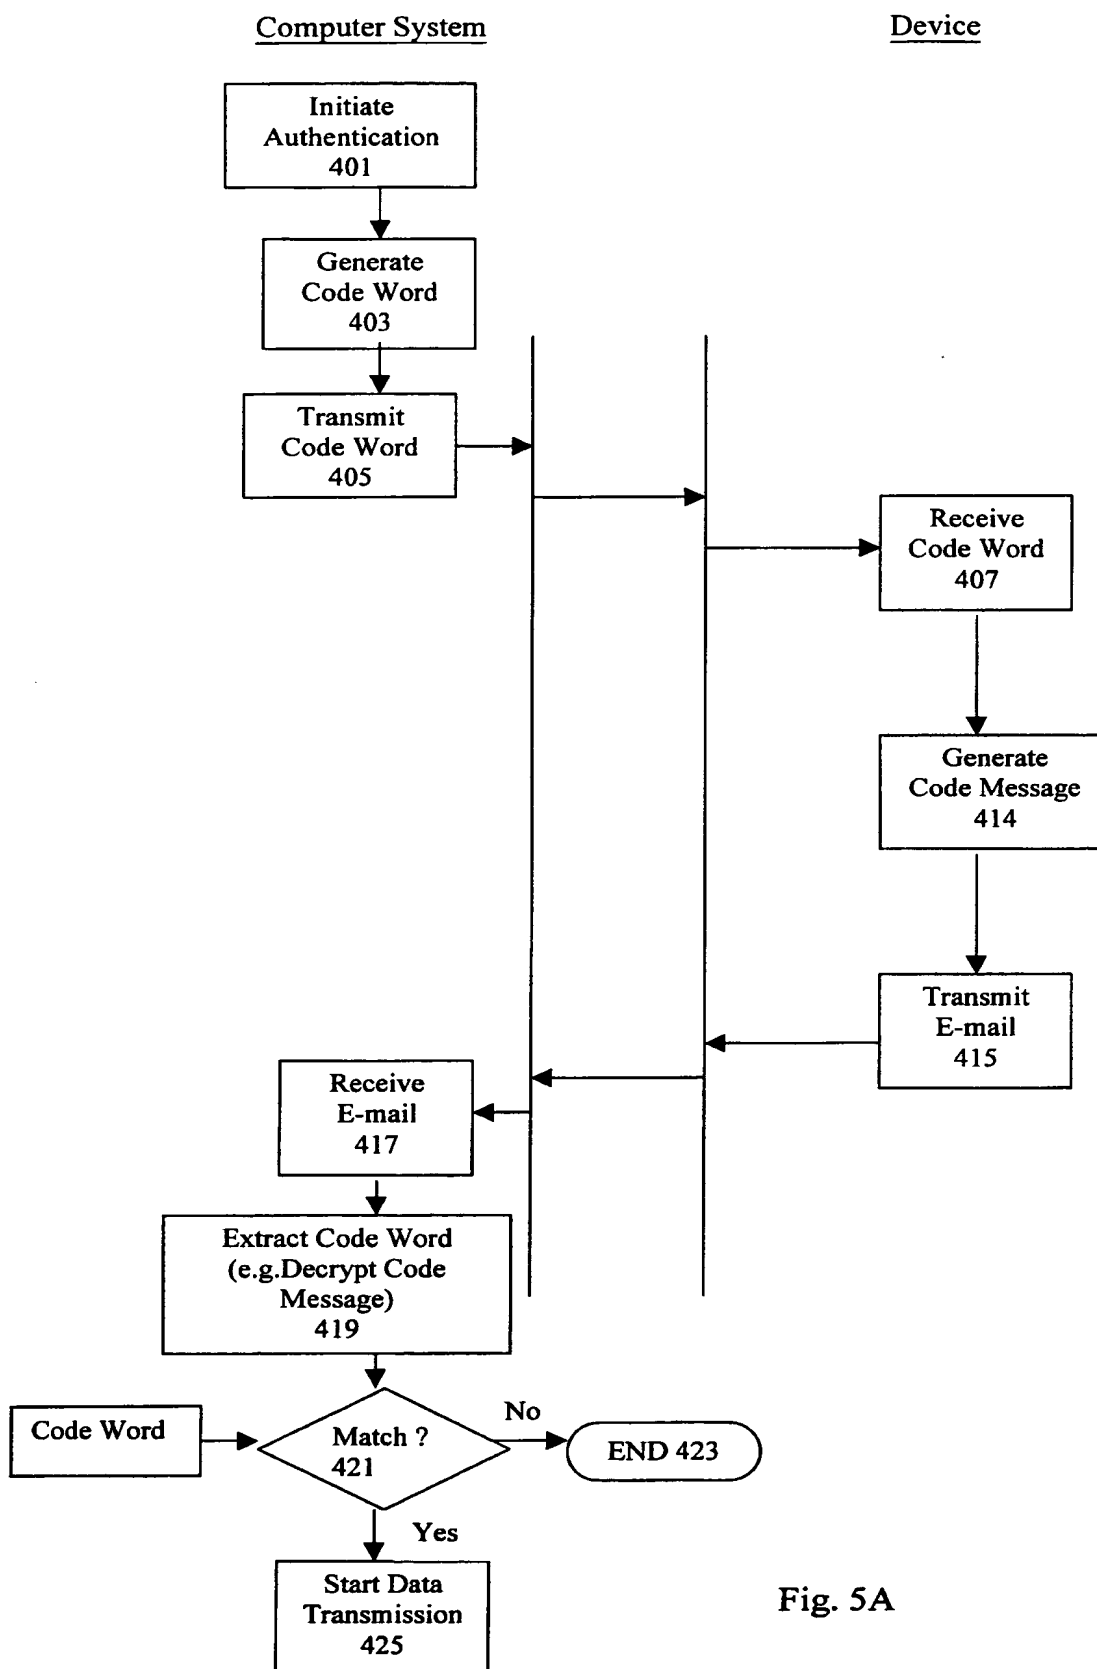 Computer System
Device
Initiate
Authentication
401
Generate
Code Word
403
Transmit
Code Word
405
Receive
Code Word
407
Generate
Code Message
414
Transmit
E-mail
415
Receive
E-mail
417
Extract Code Word
(e.g.Decrypt Code
Message)
419
Code Word
Match ?
421
No
END 423
Yes
Start Data
Transmission
425
Fig. 5A